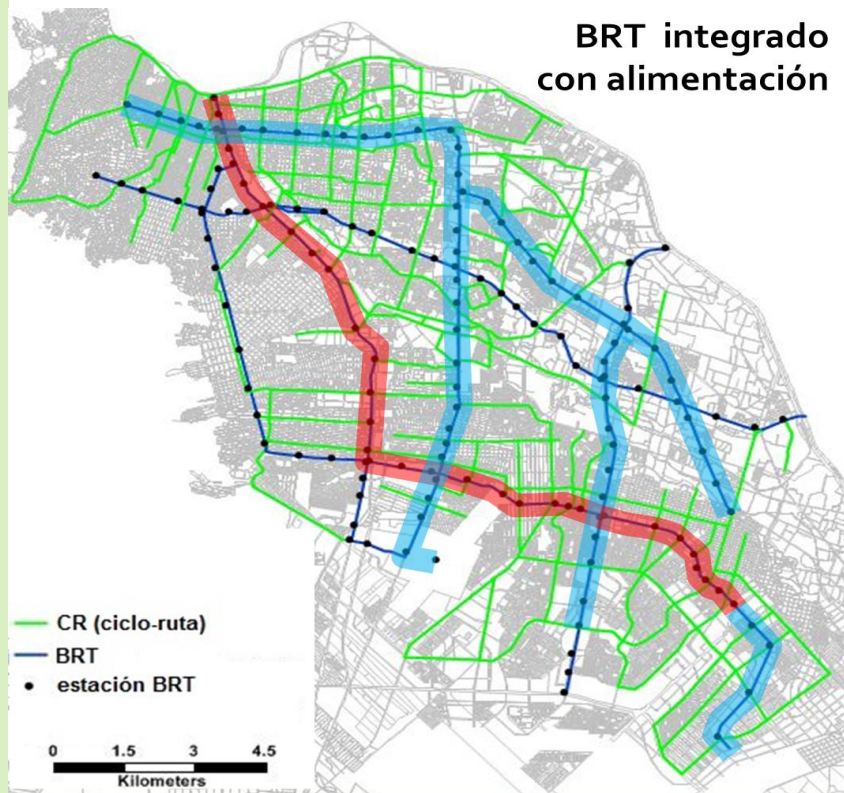 BRT integrado
con alimentación
CR (ciclo-ruta)
BRT
estación BRT
0 1.5 3 4.5
Kilometers